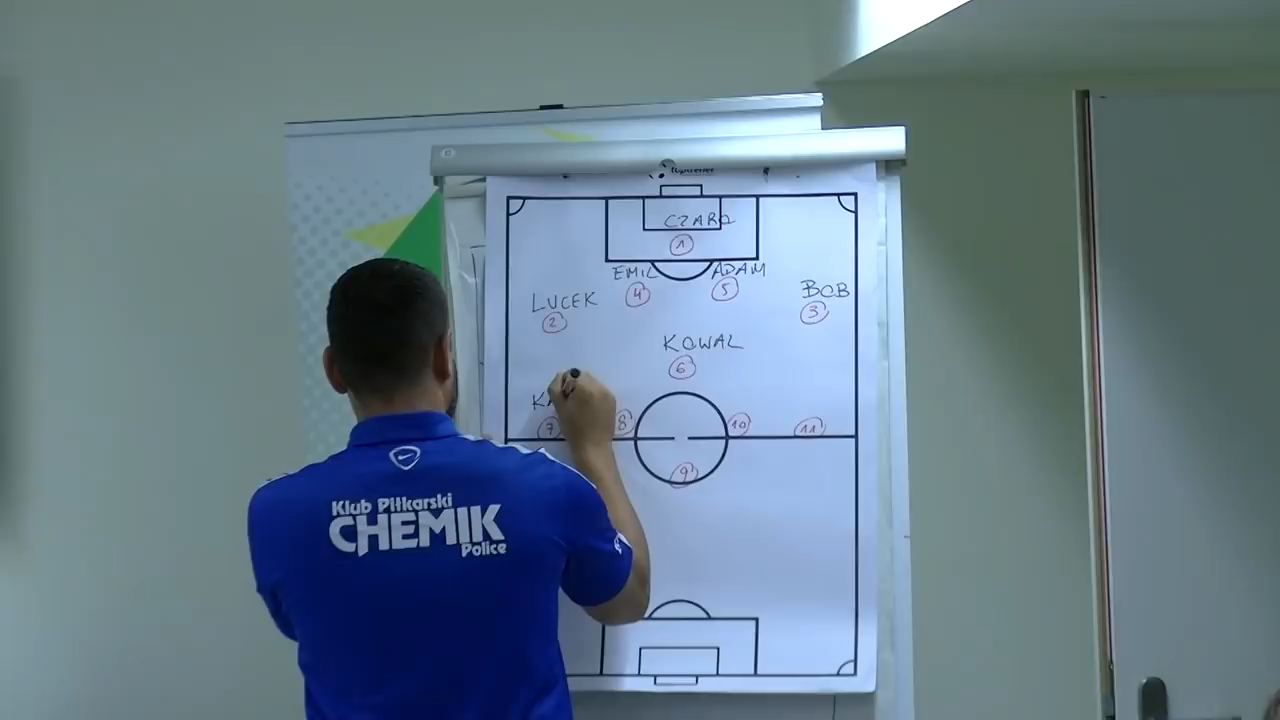 CZARO
1
EMIL ADAM
4 5
LUCEK BOB
2 3
KOWAL
6
7 8 10 11
9
Klub Piłkarski
CHEMIK
Police